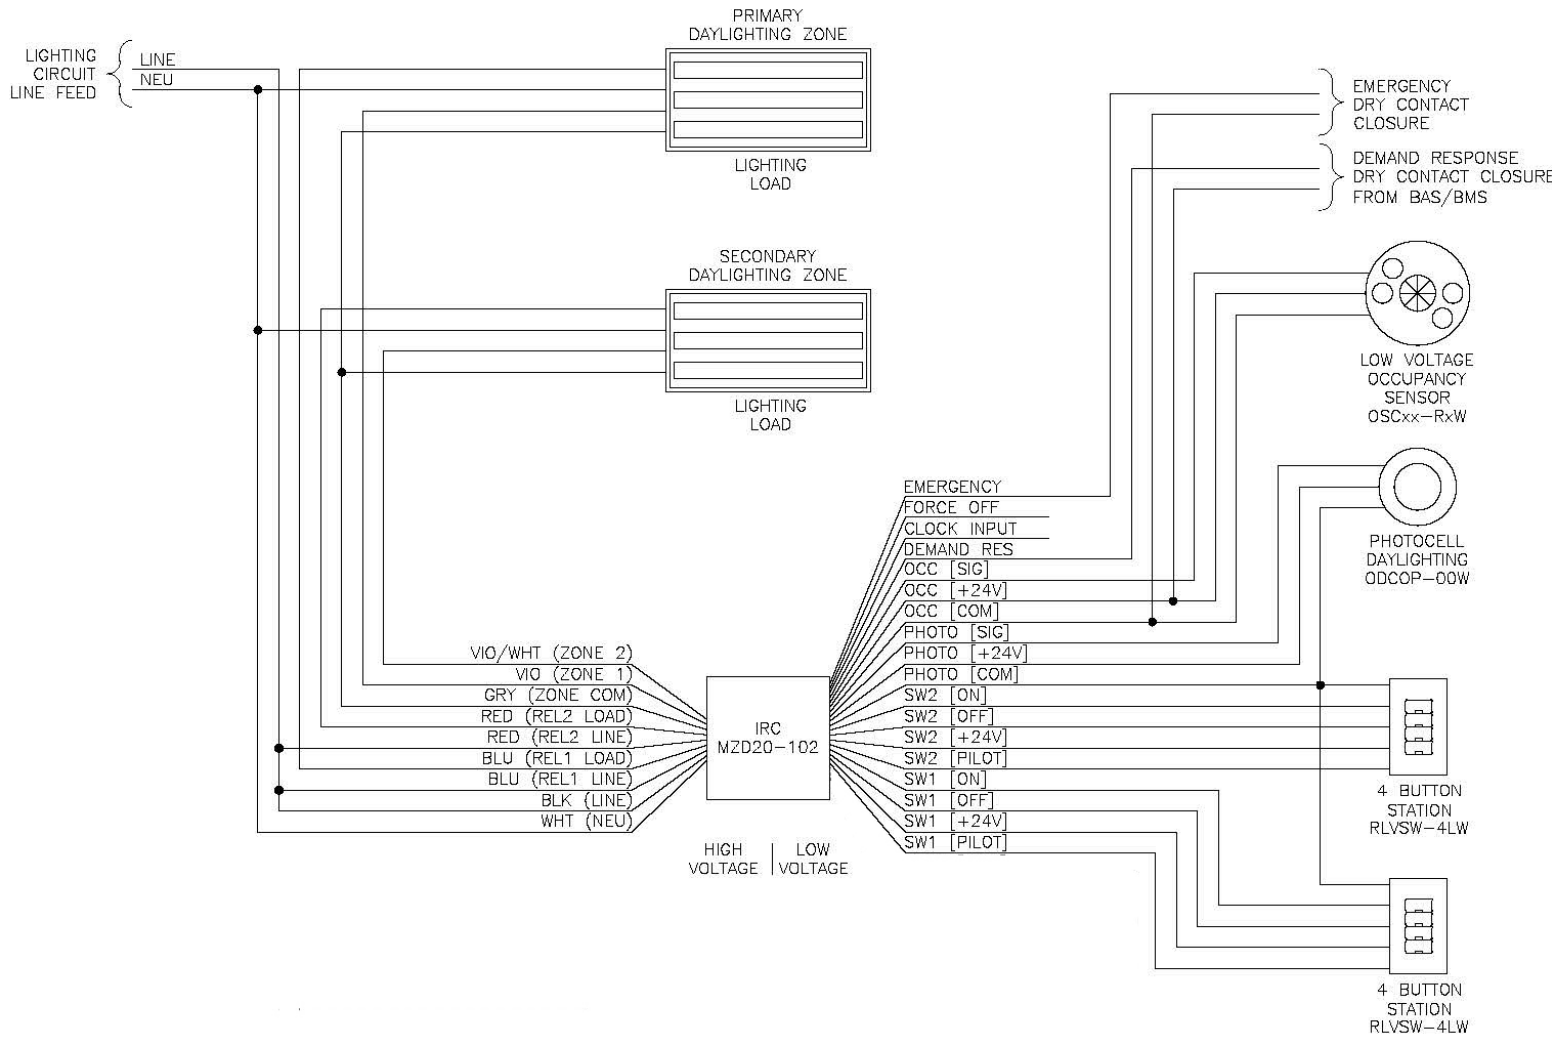 PRIMARY
DAYLIGHTING ZONE
LIGHTING
CIRCUIT
LINE FEED
LINE
NEU
LIGHTING
LOAD
SECONDARY
DAYLIGHTING ZONE
LIGHTING
LOAD
EMERGENCY
DRY CONTACT
CLOSURE
DEMAND RESPONSE
DRY CONTACT CLOSURE
FROM BAS/BMS
LOW VOLTAGE
OCCUPANCY
SENSOR
OSCxx-RxW
PHOTOCELL
DAYLIGHTING
ODCOP-00W
EMERGENCY
FORCE OFF
CLOCK INPUT
DEMAND RES
OCC [SIG]
OCC [+24V]
OCC [COM]
PHOTO [SIG]
PHOTO [+24V]
PHOTO [COM]
SW2 [ON]
SW2 [OFF]
SW2 [+24V]
SW2 [PILOT]
SW1 [ON]
SW1 [OFF]
SW1 [+24V]
SW1 [PILOT]
VIO/WHT (ZONE 2)
VIO (ZONE 1)
GRY (ZONE COM)
RED (REL2 LOAD)
RED (REL2 LINE)
BLU (REL1 LOAD)
BLU (REL1 LINE)
BLK (LINE)
WHT (NEU)
IRC
MZD20-102
HIGH
VOLTAGE
LOW
VOLTAGE
4 BUTTON
STATION
RLVSW-4LW
4 BUTTON
STATION
RLVSW-4LW